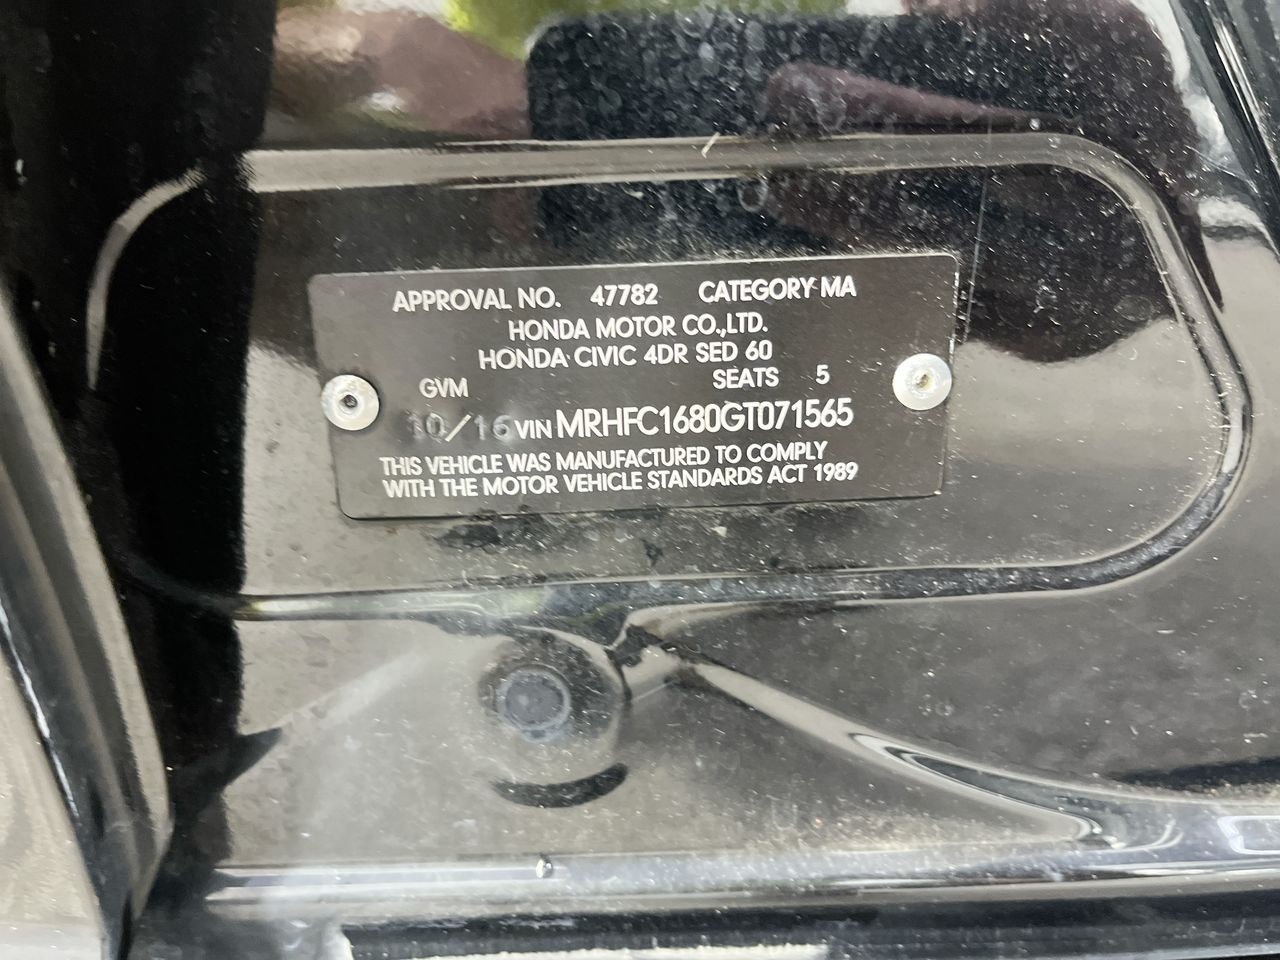 APPROVAL NO. 47782 CATEGORY MA
HONDA MOTOR CO.,LTD.
HONDA CIVIC 4DR SED 60
GVM SEATS 5
10/16 VIN MRHFC1680GT071565
THIS VEHICLE WAS MANUFACTURED TO COMPLY
WITH THE MOTOR VEHICLE STANDARDS ACT 1989